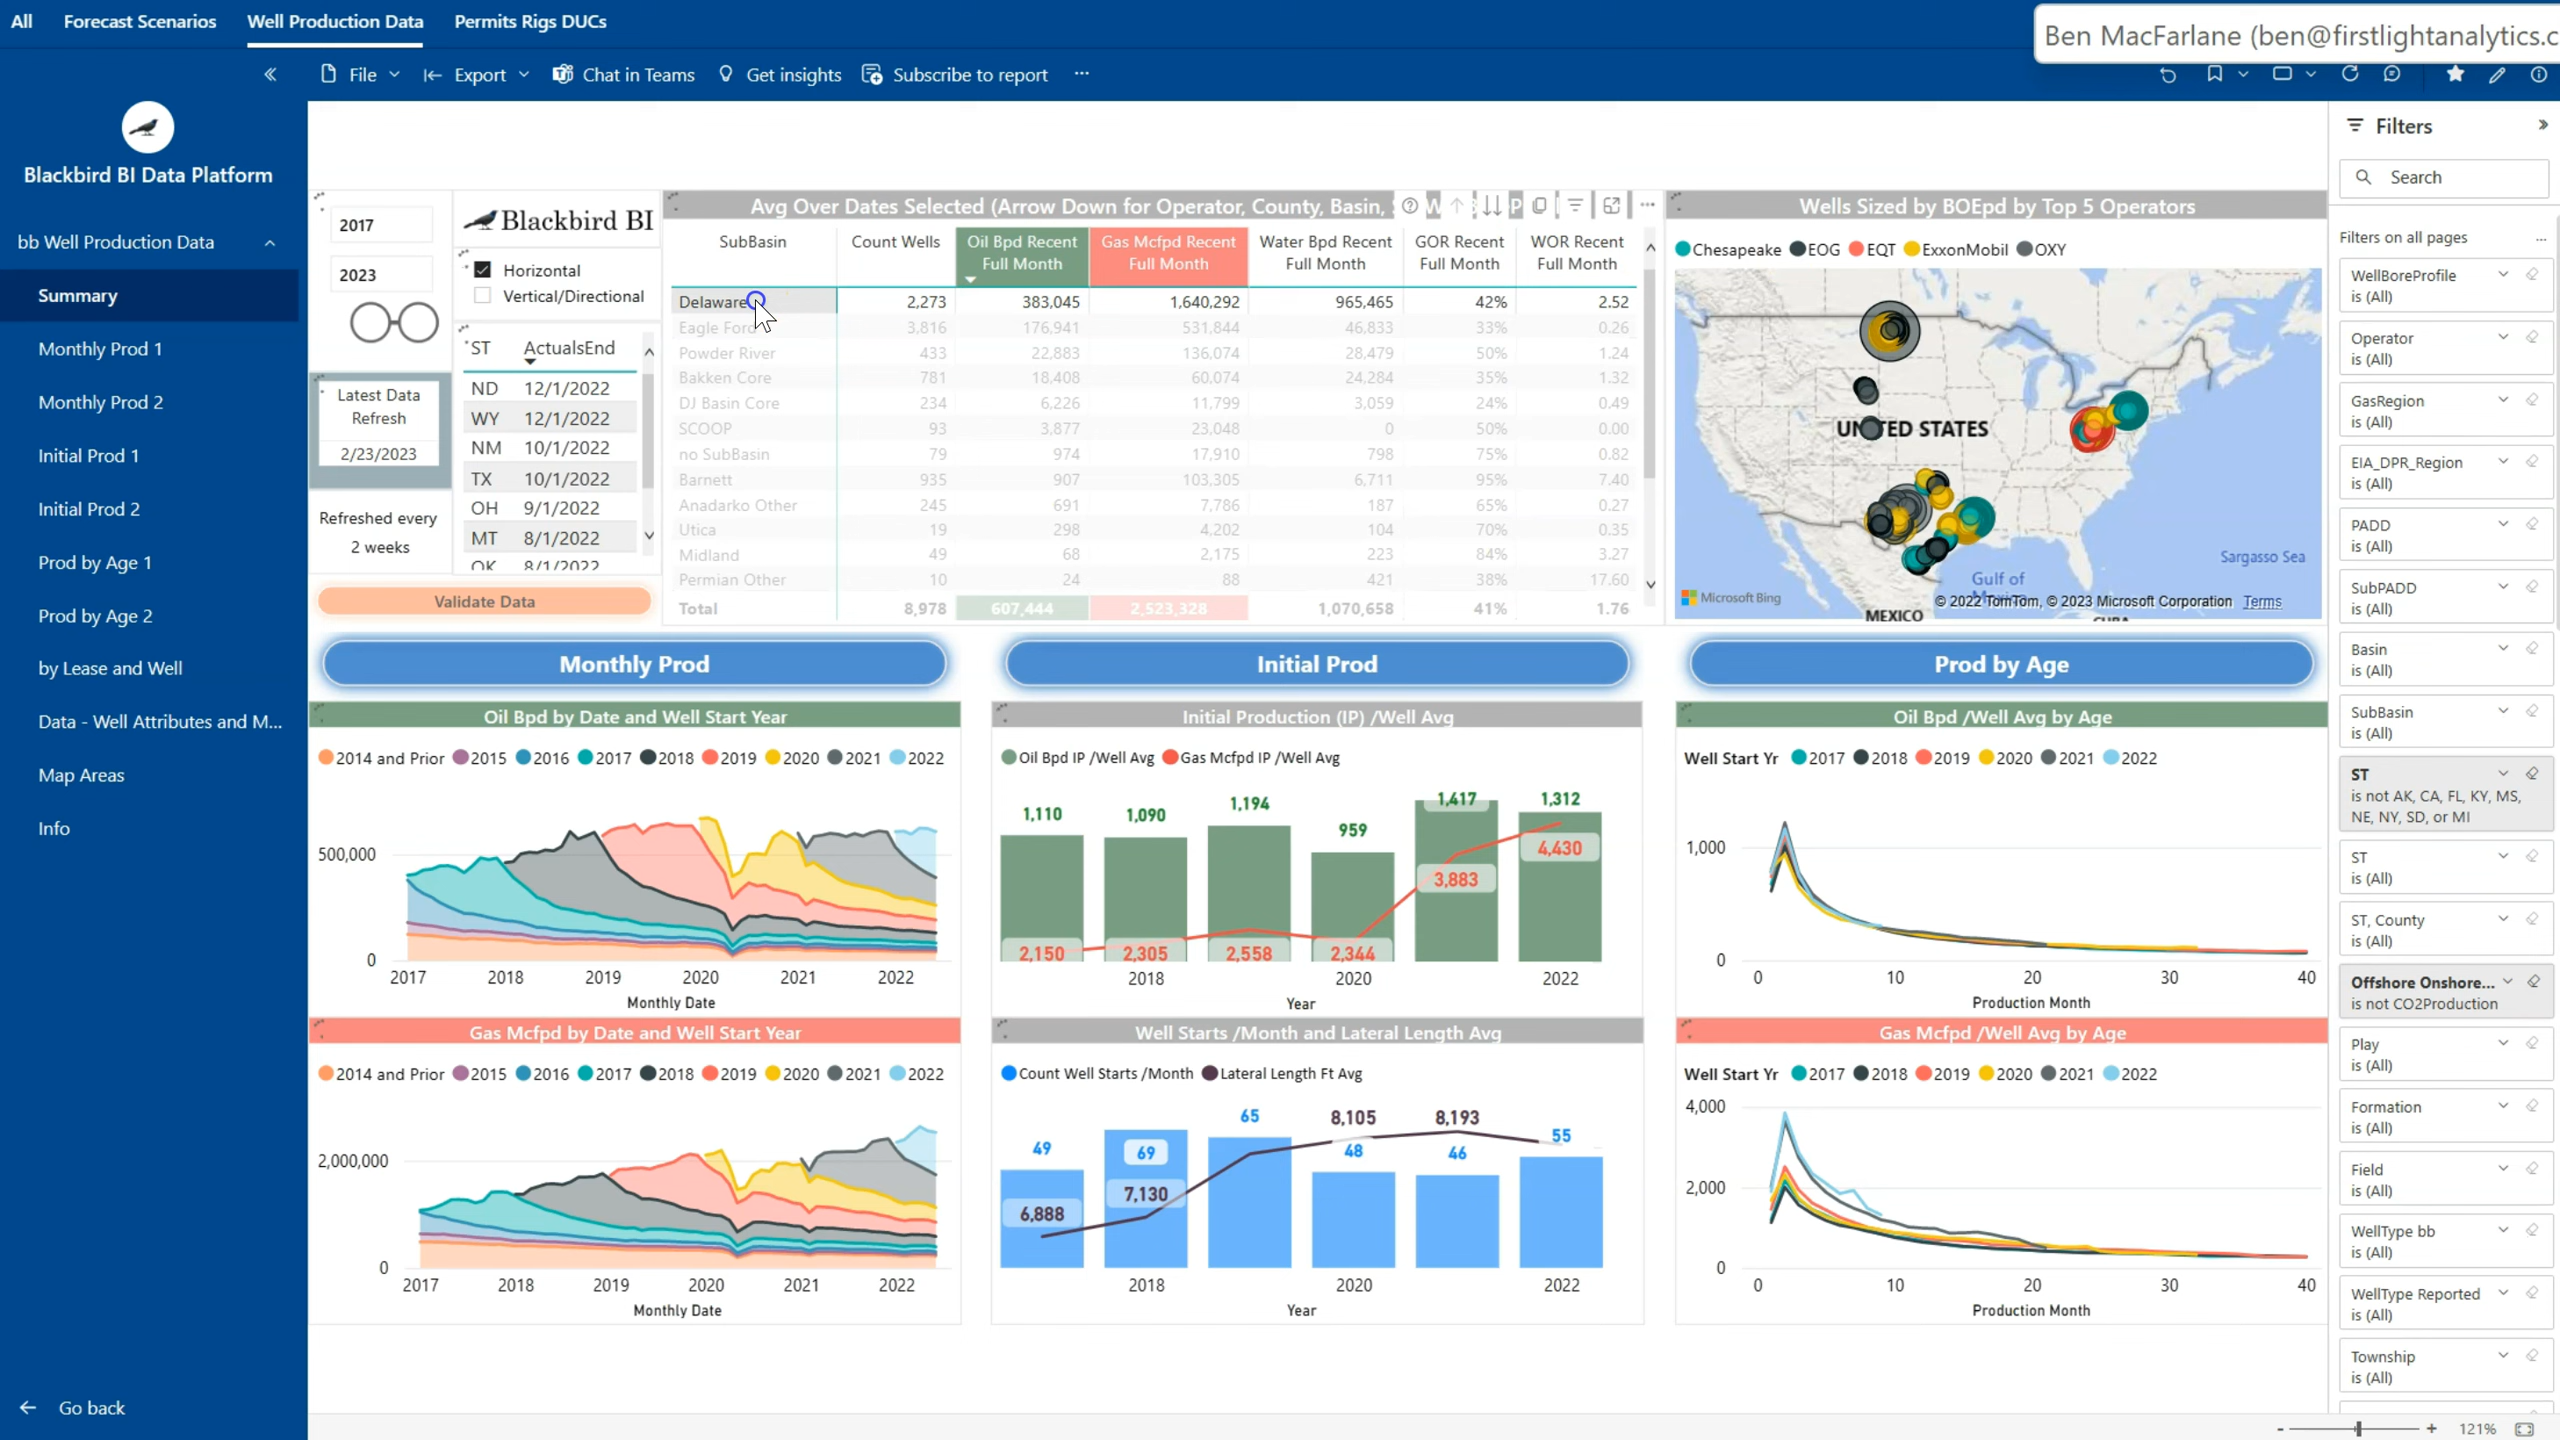 All Forecast Scenarios Well Production Data Permits Rigs DUCs
Ben MacFarlane (ben@firstlightanalytics.c
File Export Chat in Teams Get insights Subscribe to report
Blackbird BI Data Platform
bb Well Production Data
Summary
Monthly Prod 1
Monthly Prod 2
Initial Prod 1
Initial Prod 2
Prod by Age 1
Prod by Age 2
by Lease and Well
Data - Well Attributes and M...
Map Areas
Info
Go back
2017
2023
Blackbird BI
Horizontal
Vertical/Directional
Latest Data
Refresh
2/23/2023
Refreshed every
2 weeks
ST ActualsEnd
ND 12/1/2022
WY 12/1/2022
NM 10/1/2022
TX 10/1/2022
OH 9/1/2022
MT 8/1/2022
OK 8/1/2022
Validate Data
Avg Over Dates Selected (Arrow Down for Operator, County, Basin,
SubBasin Count Wells Oil Bpd Recent Full Month Gas Mcfpd Recent Full Month Water Bpd Recent Full Month GOR Recent Full Month WOR Recent Full Month
Delaware 2,273 383,045 1,640,292 965,465 42% 2.52
Eagle Ford 3,816 176,941 531,844 46,833 33% 0.26
Powder River 433 22,883 136,074 28,479 50% 1.24
Bakken Core 781 18,408 60,074 24,284 35% 1.32
DJ Basin Core 234 6,226 11,799 3,059 24% 0.49
SCOOP 93 3,877 23,048 0 50% 0.00
no SubBasin 79 974 17,910 798 75% 0.82
Barnett 935 907 103,305 6,711 95% 7.40
Anadarko Other 245 691 7,786 187 65% 0.27
Utica 19 298 4,202 104 70% 0.35
Midland 49 68 2,175 223 84% 3.27
Permian Other 10 24 88 421 38% 17.60
Total 8,978 607,444 2,523,328 1,070,658 41% 1.76
Wells Sized by BOEpd by Top 5 Operators
Chesapeake EOG EQT ExxonMobil OXY
UNITED STATES
Sargasso Sea
Gulf of
Microsoft Bing
© 2022 TomTom, © 2023 Microsoft Corporation Terms
MEXICO
CUBA
Monthly Prod
Initial Prod
Prod by Age
Oil Bpd by Date and Well Start Year
2014 and Prior 2015 2016 2017 2018 2019 2020 2021 2022
500,000
0
2017 2018 2019 2020 2021 2022
Monthly Date
Initial Production (IP) /Well Avg
Oil Bpd IP /Well Avg Gas Mcfpd IP /Well Avg
1,110 1,090 1,194 959 1,417 1,312
2,150 2,305 2,558 2,344 3,883 4,430
2018 2020 2022
Year
Oil Bpd /Well Avg by Age
Well Start Yr 2017 2018 2019 2020 2021 2022
1,000
0
0 10 20 30 40
Production Month
Gas Mcfpd by Date and Well Start Year
2014 and Prior 2015 2016 2017 2018 2019 2020 2021 2022
2,000,000
0
2017 2018 2019 2020 2021 2022
Monthly Date
Well Starts /Month and Lateral Length Avg
Count Well Starts /Month Lateral Length Ft Avg
49 69 65 48 46 55
6,888 7,130 8,105 8,193
2018 2020 2022
Year
Gas Mcfpd /Well Avg by Age
Well Start Yr 2017 2018 2019 2020 2021 2022
4,000
2,000
0
0 10 20 30 40
Production Month
Filters
Search
Filters on all pages
WellBoreProfile
is (All)
Operator
is (All)
GasRegion
is (All)
EIA_DPR_Region
is (All)
PADD
is (All)
SubPADD
is (All)
Basin
is (All)
SubBasin
is (All)
ST
is not AK, CA, FL, KY, MS,
NE, NY, SD, or MI
ST
is (All)
ST, County
is (All)
Offshore Onshore...
is not CO2Production
Play
is (All)
Formation
is (All)
Field
is (All)
WellType bb
is (All)
WellType Reported
is (All)
Township
is (All)
121%